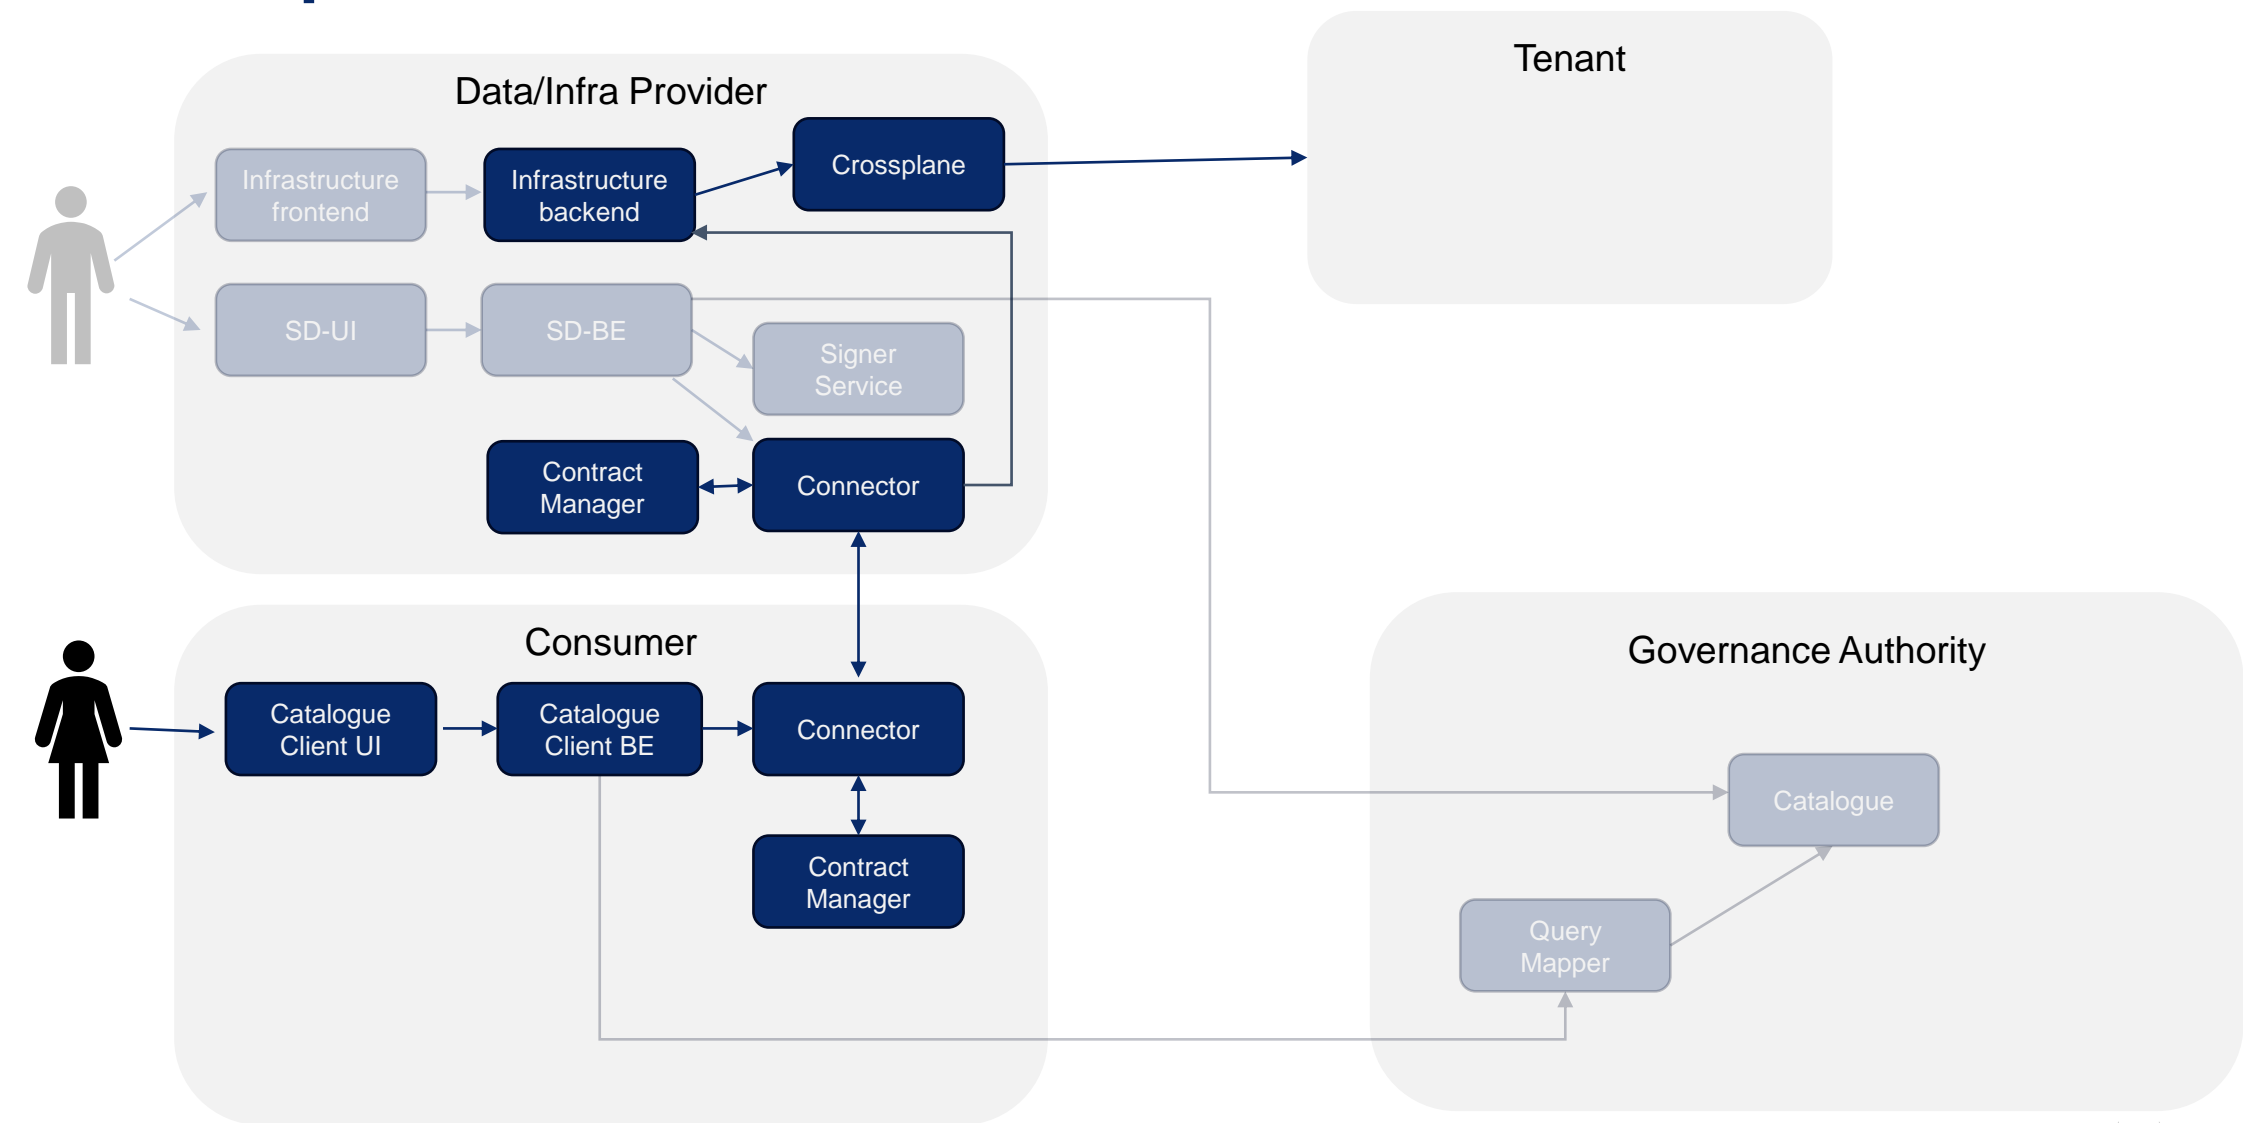 Tenant
Data/Infra Provider
Crossplane
Infrastructure
frontend
Infrastructure
backend
SD-UI
SD-BE
Signer
Service
Contract
Manager
Connector
Consumer
Governance Authority
Catalogue
Client UI
Catalogue
Client BE
Connector
Catalogue
Contract
Manager
Query
Mapper